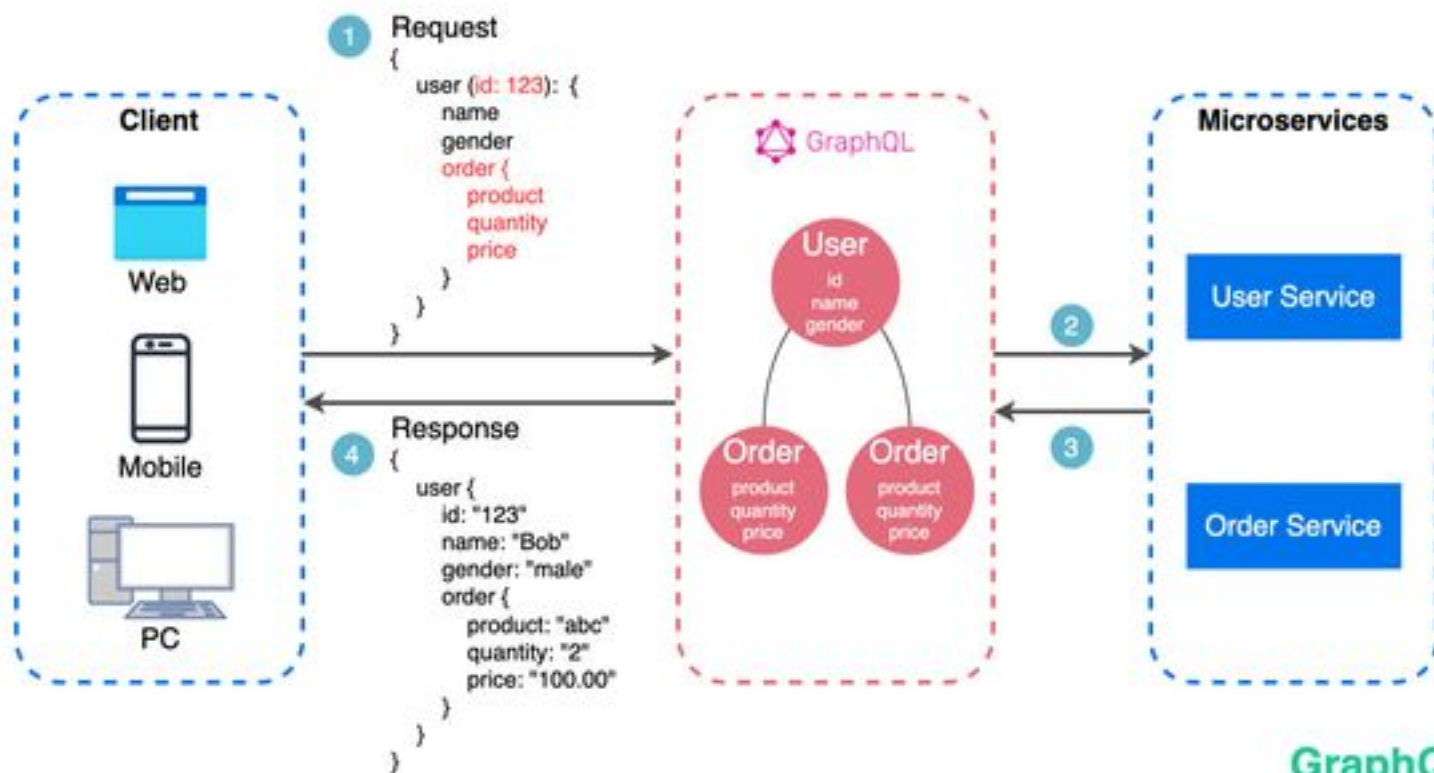 1
Request
{
user (id: 123): {
name
gender
order {
product
quantity
price
}
}
}
Client
Web
Mobile
PC
4
Response
{
user {
id: "123"
name: "Bob"
gender: "male"
order {
product: "abc"
quantity: "2"
price: "100.00"
}
}
}
GraphQL
User
id
name
gender
Order
product
quantity
price
Order
product
quantity
price
2
3
Microservices
User Service
Order Service